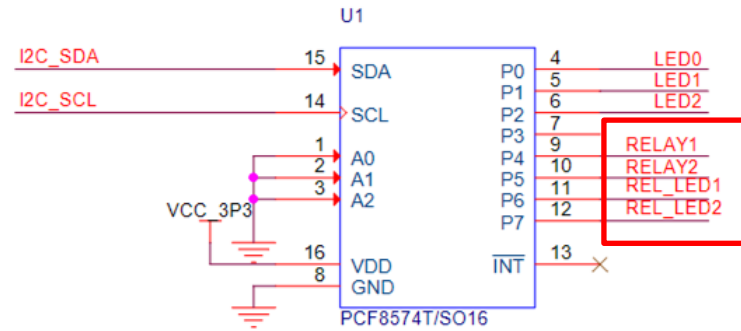 U1
I2C_SDA 15 SDA P0 4 LED0
P1 5 LED1
I2C_SCL 14 SCL P2 6 LED2
P3 7
1 A0 P4 9 RELAY1
2 A1 P5 10 RELAY2
3 A2 P6 11 REL_LED1
VCC_3P3 P7 12 REL_LED2
16 VDD INT 13
8 GND
PCF8574T/SO16